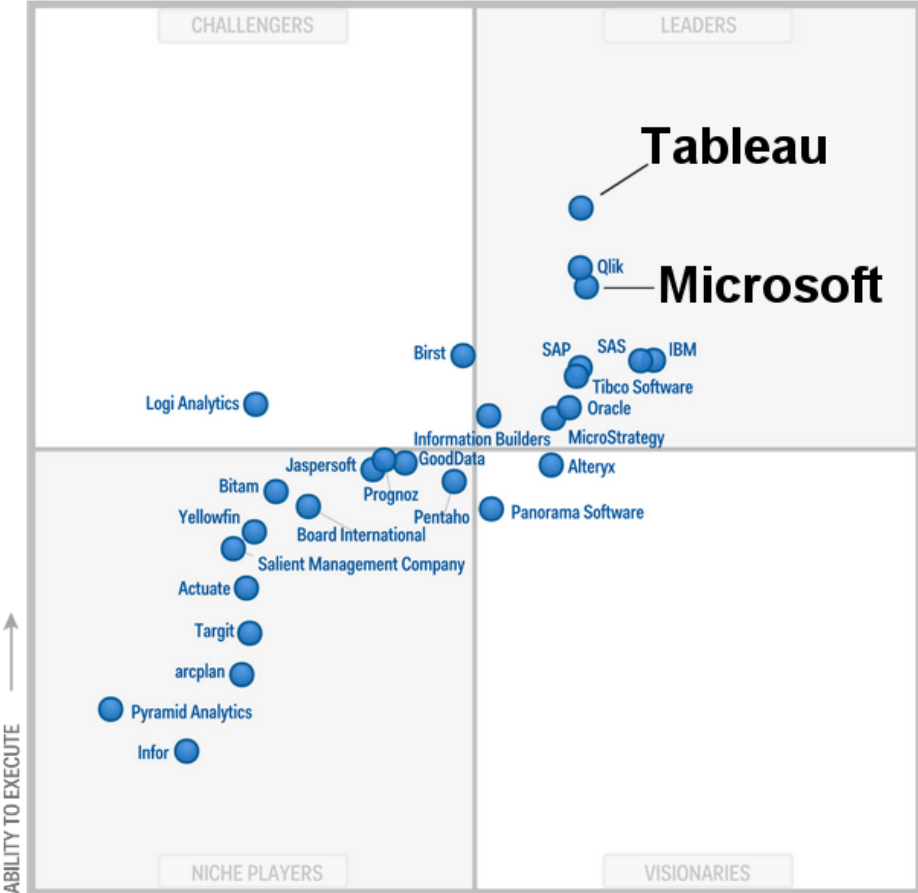 CHALLENGERS
LEADERS
Tableau
Qlik
Microsoft
Birst
SAP
SAS
IBM
Tibco Software
Logi Analytics
Oracle
Information Builders
MicroStrategy
Jaspersoft
GoodData
Alteryx
Bitam
Prognoz
Yellowfin
Pentaho
Panorama Software
Board International
Salient Management Company
Actuate
Targit
arcplan
Pyramid Analytics
Infor
ABILITY TO EXECUTE
NICHE PLAYERS
VISIONARIES